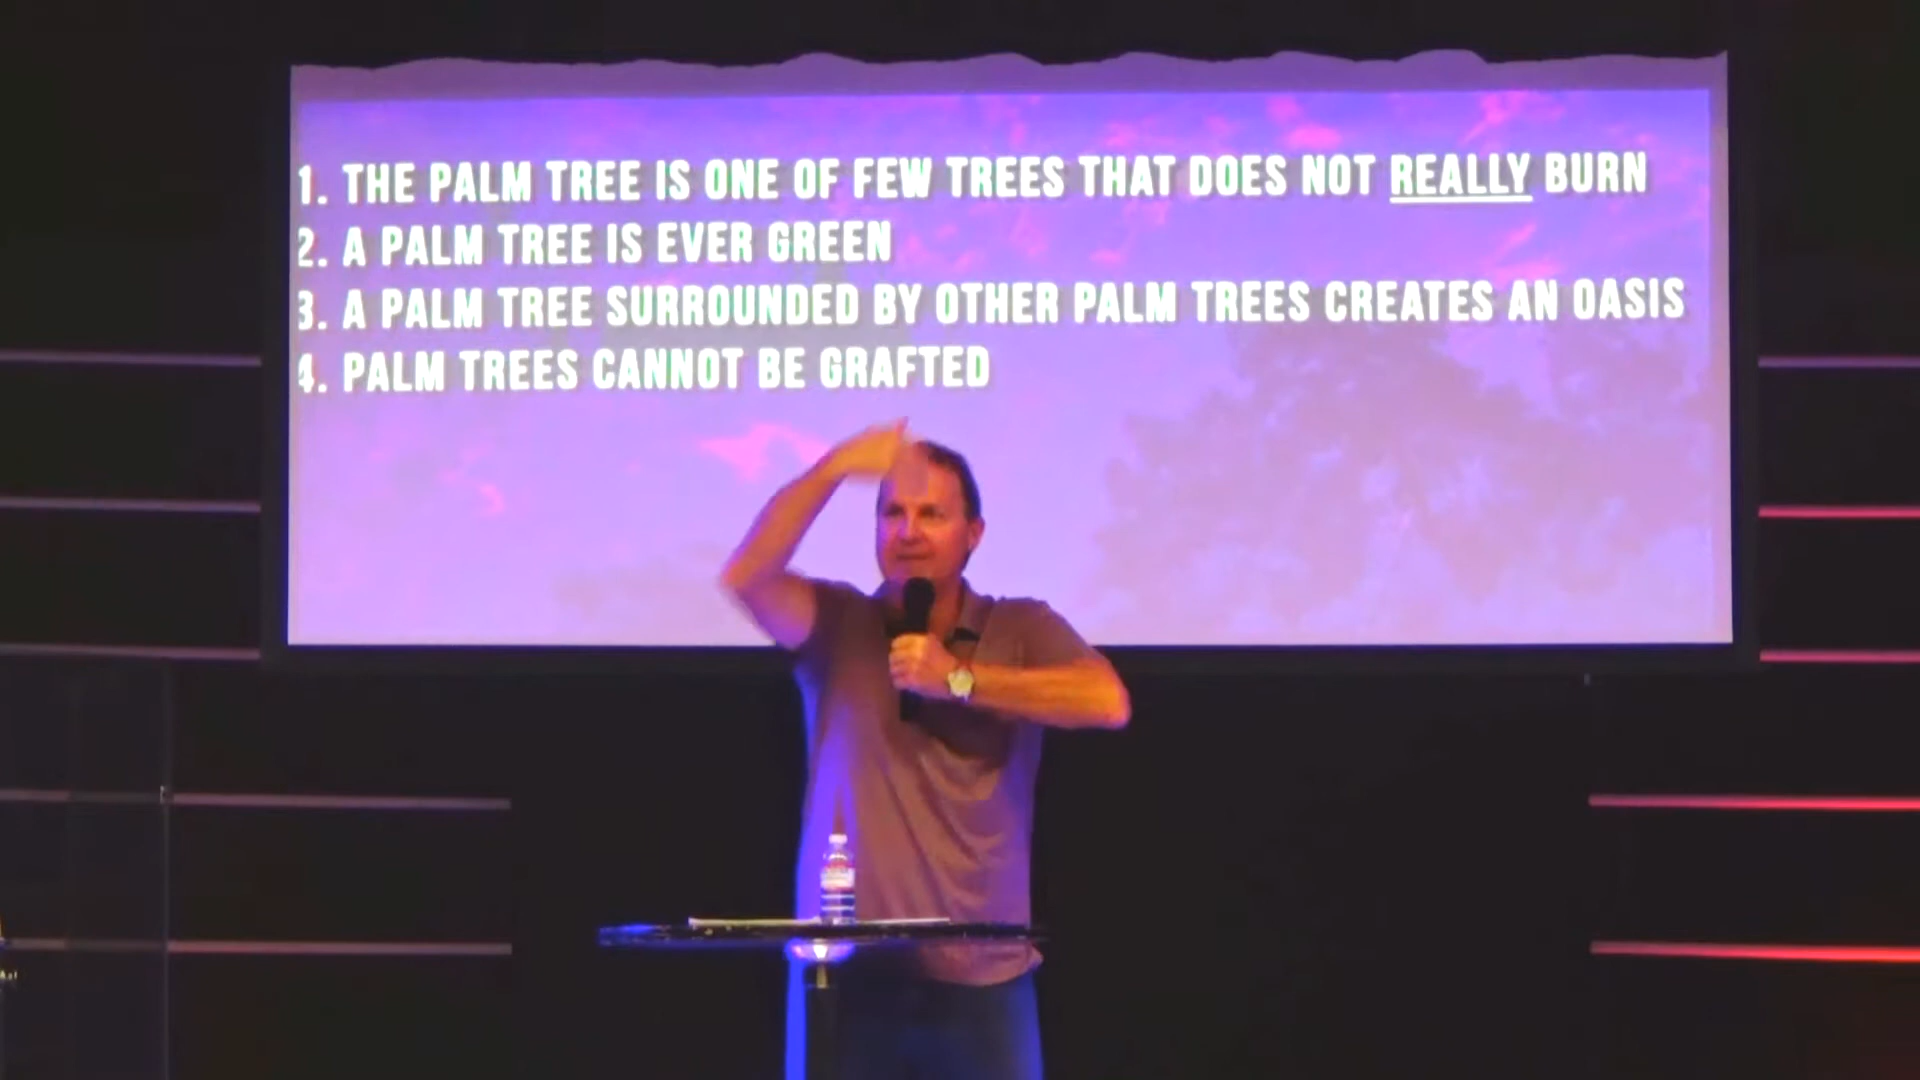 1. THE PALM TREE IS ONE OF FEW TREES THAT DOES NOT REALLY BURN
2. A PALM TREE IS EVER GREEN
3. A PALM TREE SURROUNDED BY OTHER PALM TREES CREATES AN OASIS
4. PALM TREES CANNOT BE GRAFTED